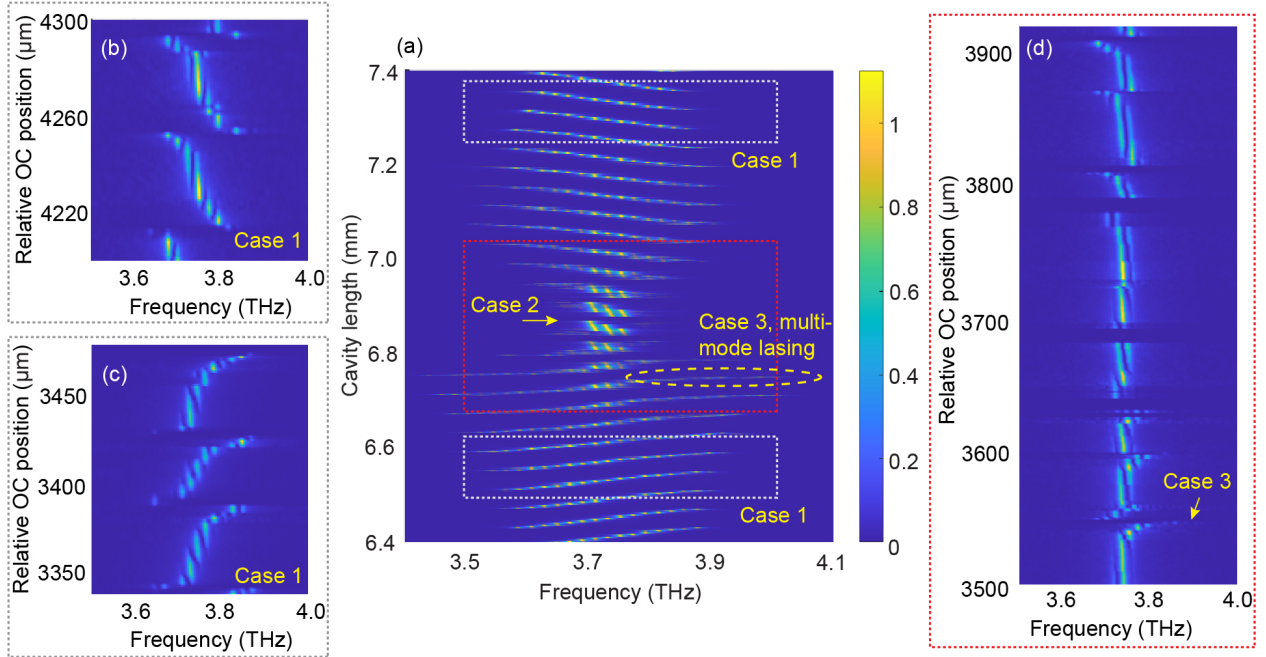 (b)
Relative OC position (μm)
4300
4260
4220
Case 1
3.6
3.8
4.0
Frequency (THz)
(c)
Relative OC position (μm)
3450
3400
3350
Case 1
3.6
3.8
4.0
Frequency (THz)
(a)
Cavity length (mm)
7.4
7.2
7.0
6.8
6.6
6.4
Case 1
Case 2
Case 3, multi-
mode lasing
Case 1
3.5
3.7
3.9
4.1
Frequency (THz)
1
0.8
0.6
0.4
0.2
0
(d)
Relative OC position (μm)
3900
3800
3700
3600
3500
Case 3
3.6
3.8
4.0
Frequency (THz)